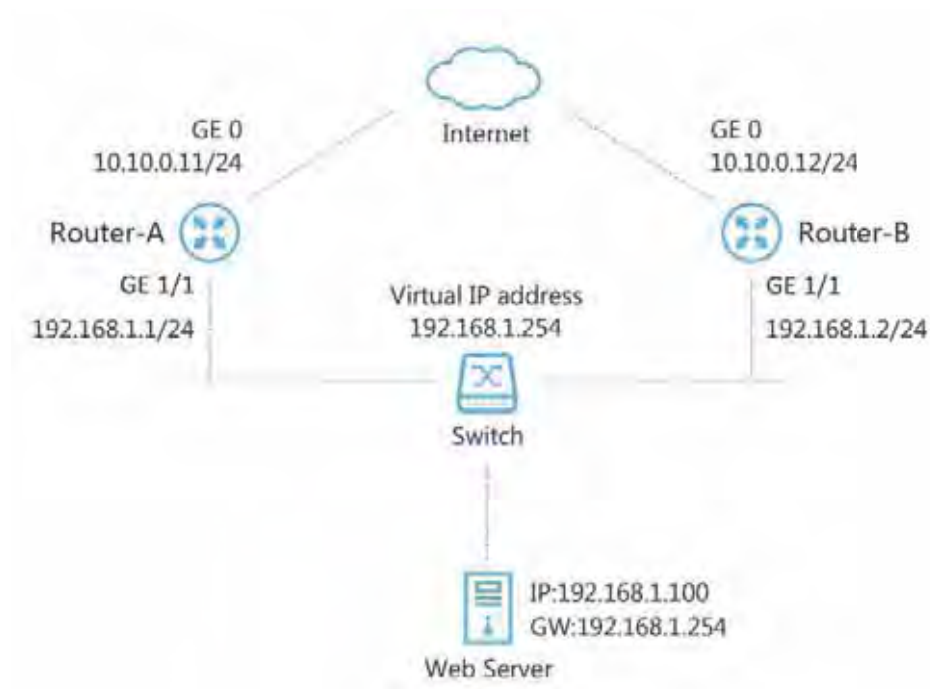 Internet
GE 0
10.10.0.11/24
GE 0
10.10.0.12/24
Router-A
Router-B
GE 1/1
192.168.1.1/24
Virtual IP address
192.168.1.254
GE 1/1
192.168.1.2/24
Switch
IP:192.168.1.100
GW:192.168.1.254
Web Server